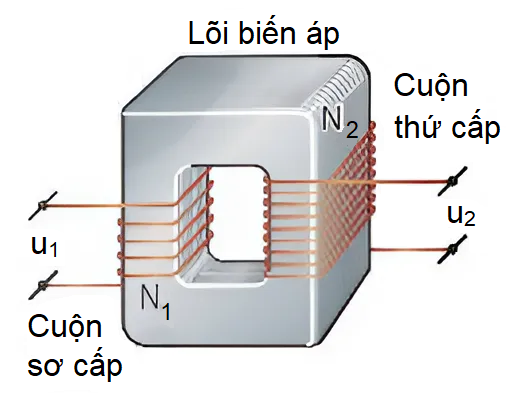 Lõi biến áp
Cuộn
thứ cấp
N2
u1
u2
N1
Cuộn
sơ cấp